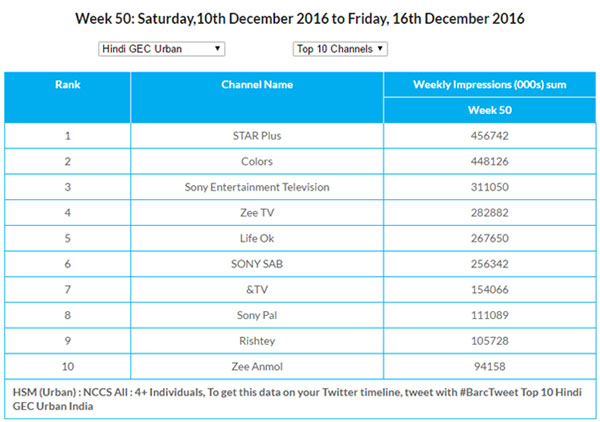 Week 50: Saturday,10th December 2016 to Friday, 16th December 2016
Hindi GEC Urban Top 10 Channels
Rank Channel Name Weekly Impressions (000s) sum
Week 50
1 STAR Plus 456742
2 Colors 448126
3 Sony Entertainment Television 311050
4 Zee TV 282882
5 Life Ok 267650
6 SONY SAB 256342
7 &TV 154066
8 Sony Pal 111089
9 Rishtey 105728
10 Zee Anmol 94158
HSM (Urban) : NCCS All : 4+ Individuals, To get this data on your Twitter timeline, tweet with #BarcTweet Top 10 Hindi
GEC Urban India